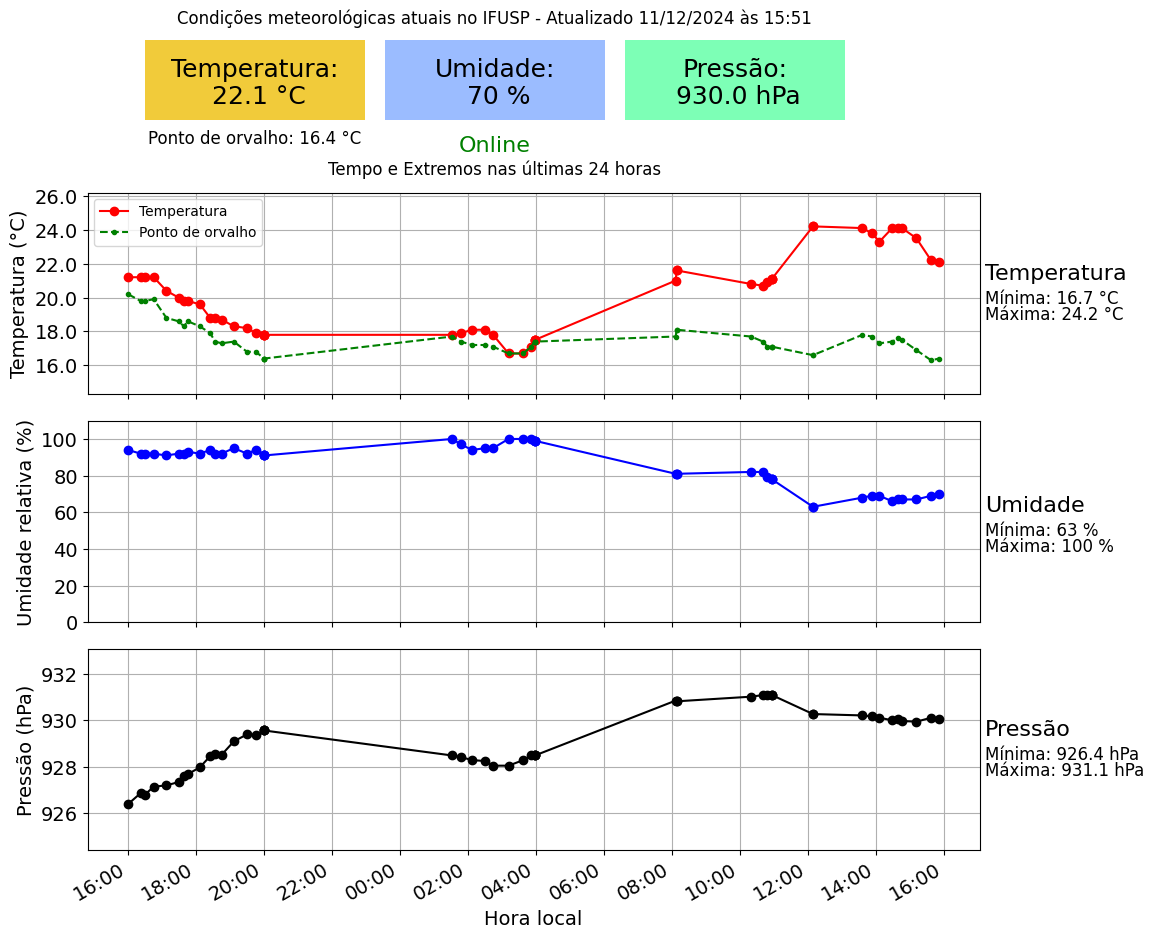 Condições meteorológicas atuais no IFUSP - Atualizado 11/12/2024 às 15:51
Temperatura:
22.1 °C
Umidade:
70 %
Pressão:
930.0 hPa
Ponto de orvalho: 16.4 °C
Online
Tempo e Extremos nas últimas 24 horas
Temperatura (°C)
26.0
24.0
22.0
20.0
18.0
16.0
Temperatura
Ponto de orvalho
Temperatura
Mínima: 16.7 °C
Máxima: 24.2 °C
Umidade relativa (%)
100
80
60
40
20
0
Umidade
Mínima: 63 %
Máxima: 100 %
Pressão (hPa)
932
930
928
926
Pressão
Mínima: 926.4 hPa
Máxima: 931.1 hPa
16:00 18:00 20:00 22:00 00:00 02:00 04:00 06:00 08:00 10:00 12:00 14:00 16:00
Hora local